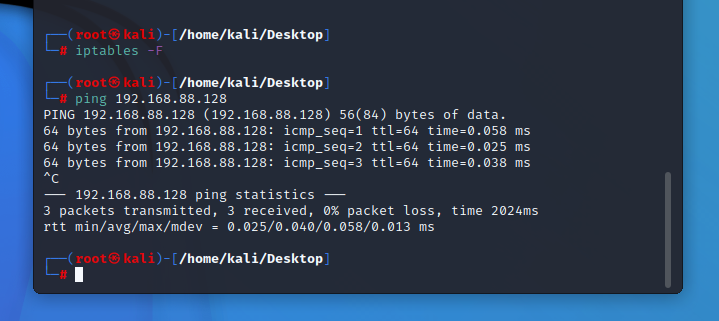 ┌──(root㉿kali)-[/home/kali/Desktop]
└─# iptables -F
┌──(root㉿kali)-[/home/kali/Desktop]
└─# ping 192.168.88.128
PING 192.168.88.128 (192.168.88.128) 56(84) bytes of data.
64 bytes from 192.168.88.128: icmp_seq=1 ttl=64 time=0.058 ms
64 bytes from 192.168.88.128: icmp_seq=2 ttl=64 time=0.025 ms
64 bytes from 192.168.88.128: icmp_seq=3 ttl=64 time=0.038 ms
^C
--- 192.168.88.128 ping statistics ---
3 packets transmitted, 3 received, 0% packet loss, time 2024ms
rtt min/avg/max/mdev = 0.025/0.040/0.058/0.013 ms
┌──(root㉿kali)-[/home/kali/Desktop]
└─#